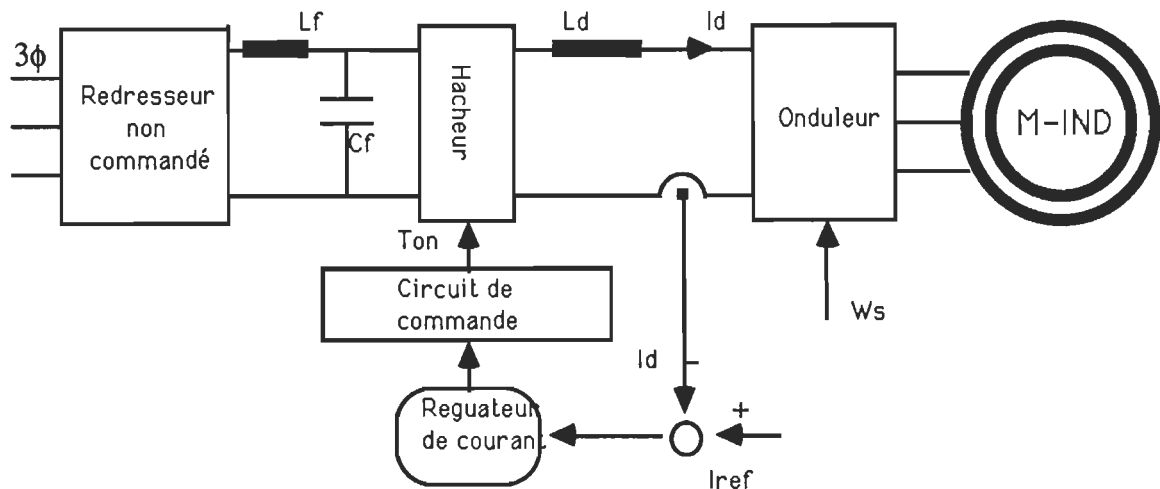 Lf
Ld
Id
3ϕ
Redresseur
non
commandé
Cf
Hacheur
Onduleur
M-IND
Ton
Circuit de
commande
Ws
Id
-
Reguateur
de courant
+
Iref